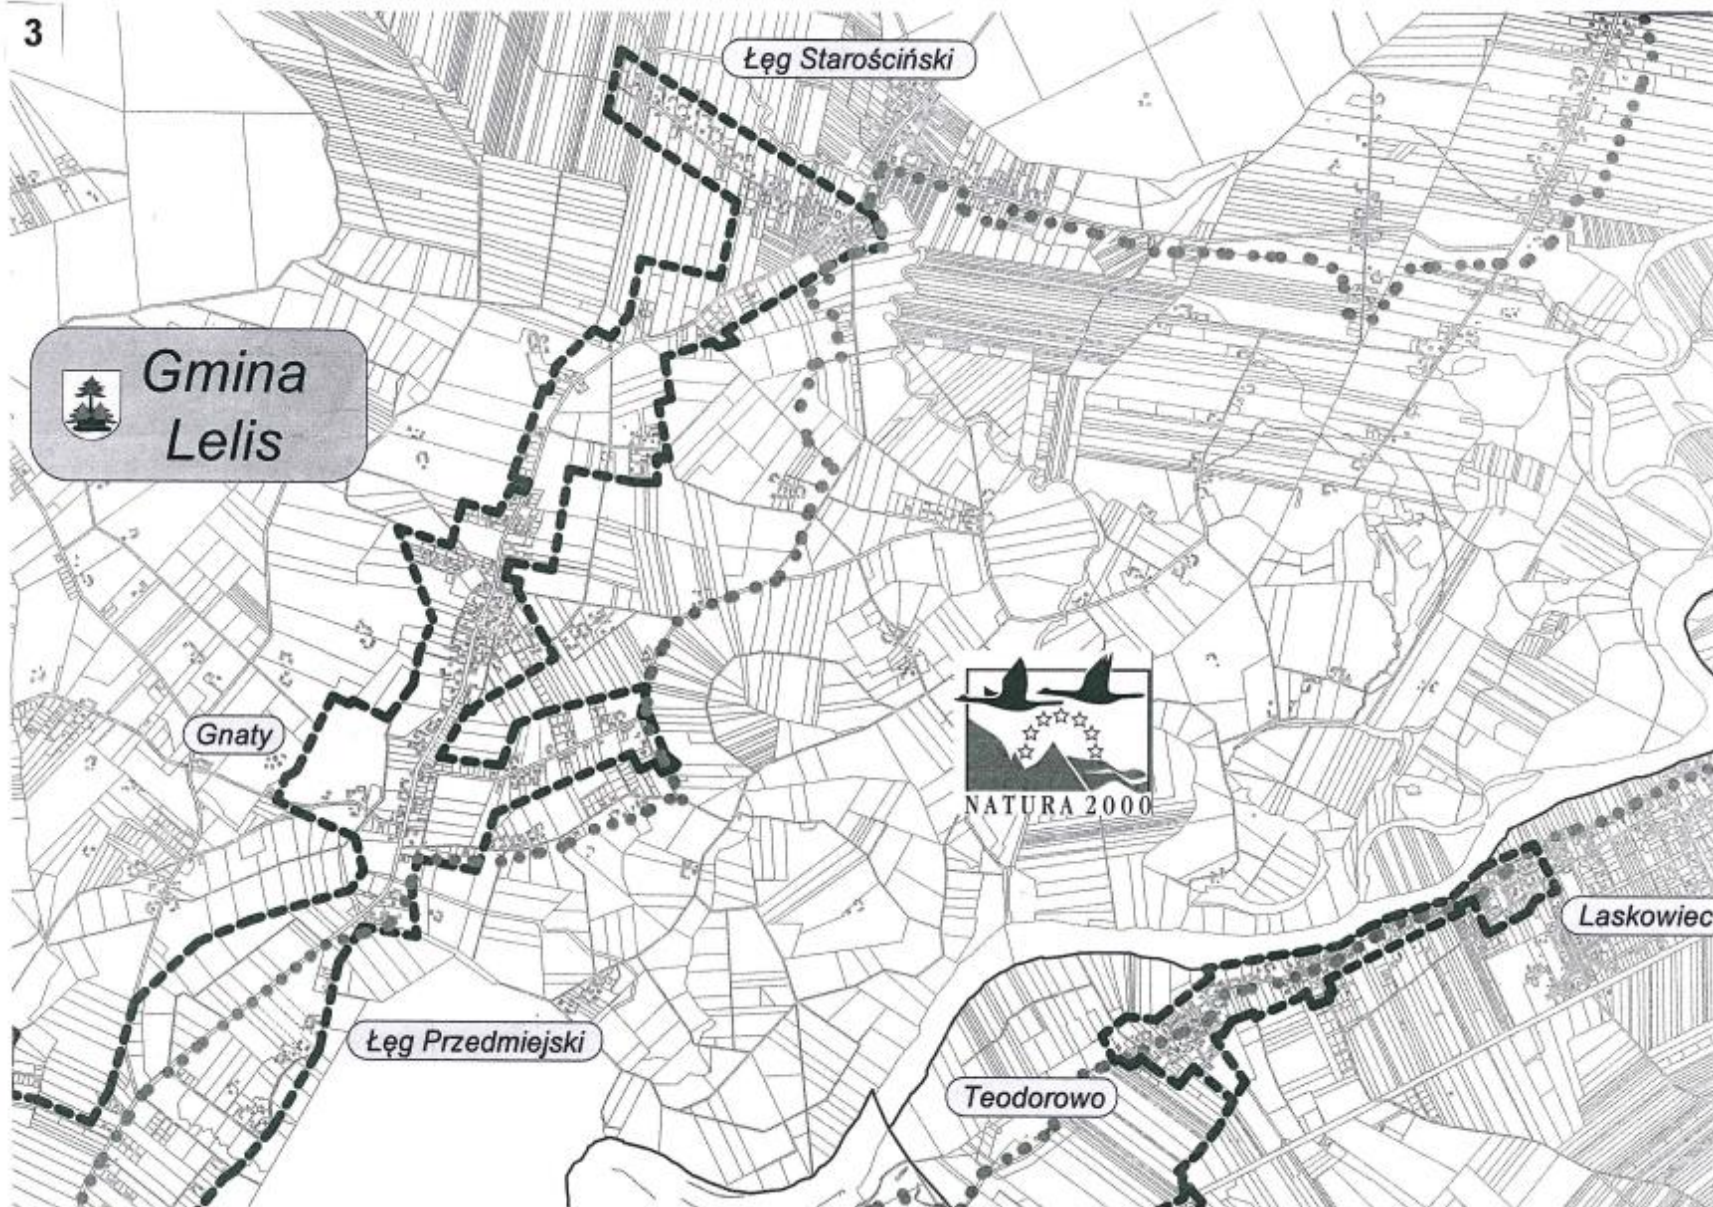 3
Łęg Starościński
Gmina
Lelis
Gnaty
NATURA 2000
Laskowiec
Łęg Przedmiejski
Teodorowo